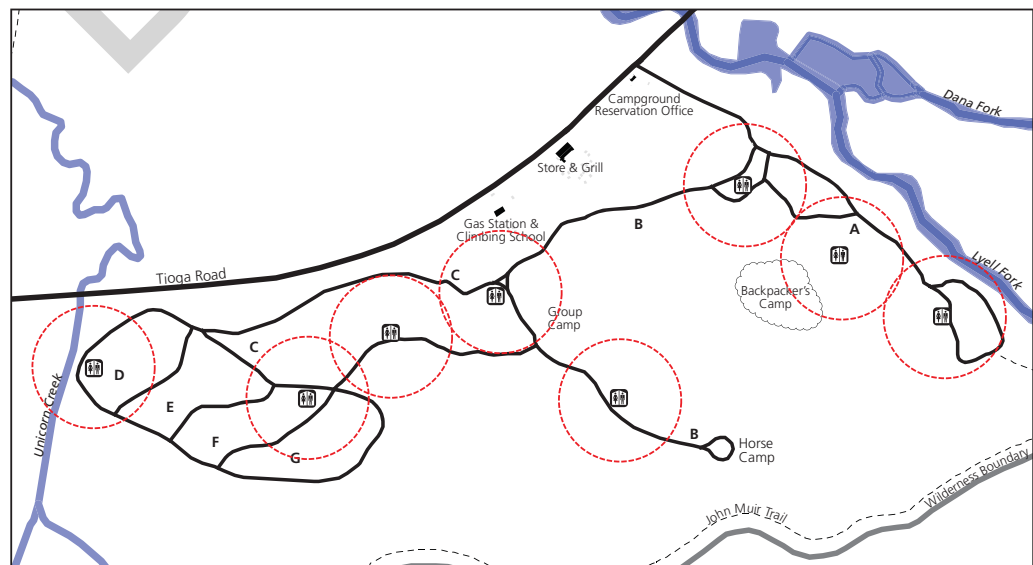 Campground
Reservation Office
Dana Fork
Store & Grill
B
Gas Station &
Climbing School
A
Lyell Fork
Tioga Road
C
Backpacker's
Camp
Group
Camp
C
D
E
Unicorn Creek
F
G
B
Horse
Camp
Wilderness Boundary
John Muir Trail